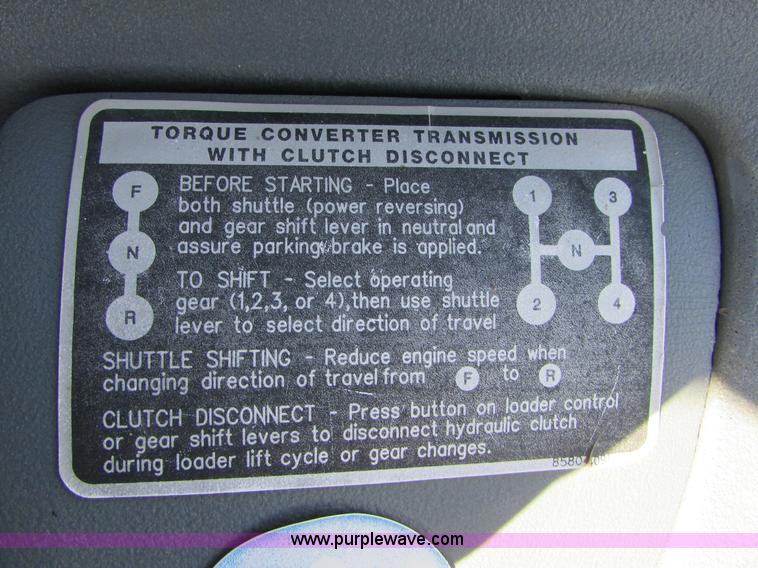 TORQUE CONVERTER TRANSMISSION
WITH CLUTCH DISCONNECT
F
N
R
BEFORE STARTING - Place
both shuttle (power reversing)
and gear shift lever in neutral and
assure parking brake is applied.
TO SHIFT - Select operating
gear (1,2,3, or 4), then use shuttle
lever to select direction of travel
1 3
N
2 4
SHUTTLE SHIFTING - Reduce engine speed when
changing direction of travel from F to R
CLUTCH DISCONNECT - Press button on loader control
or gear shift levers to disconnect hydraulic clutch
during loader lift cycle or gear changes.
www.purplewave.com